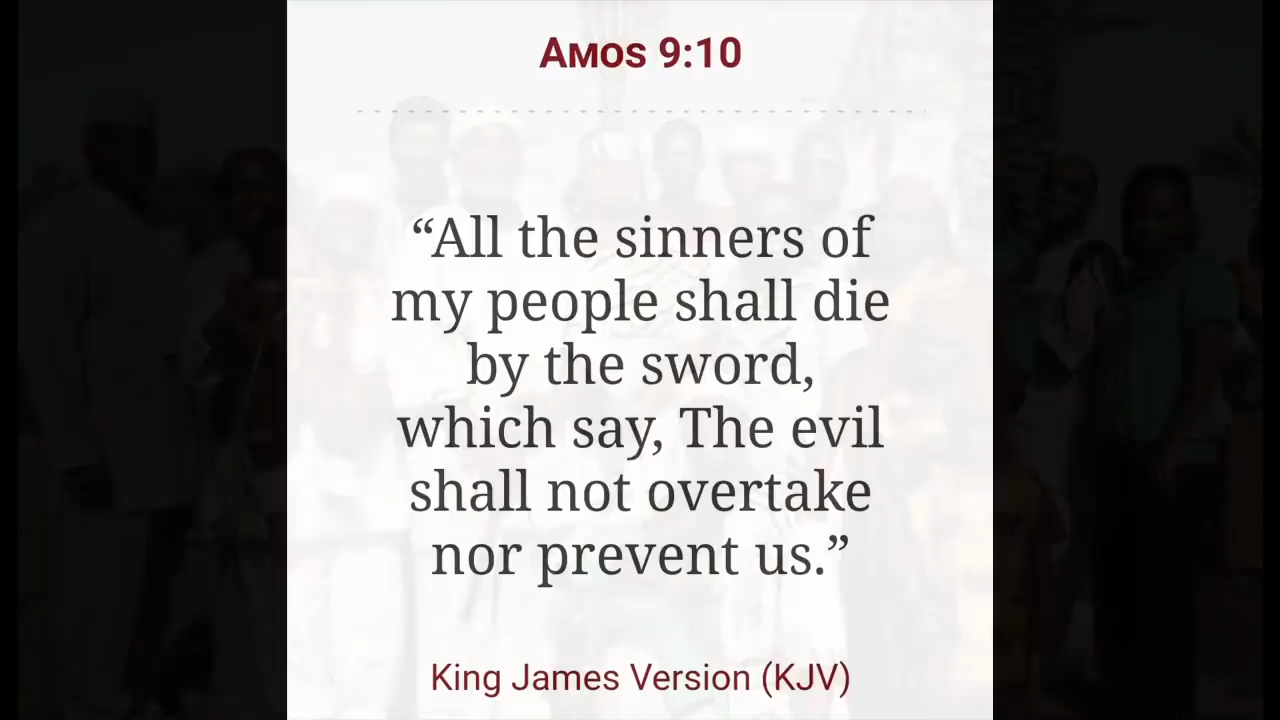 Amos 9:10
“All the sinners of
my people shall die
by the sword,
which say, The evil
shall not overtake
nor prevent us.”
King James Version (KJV)